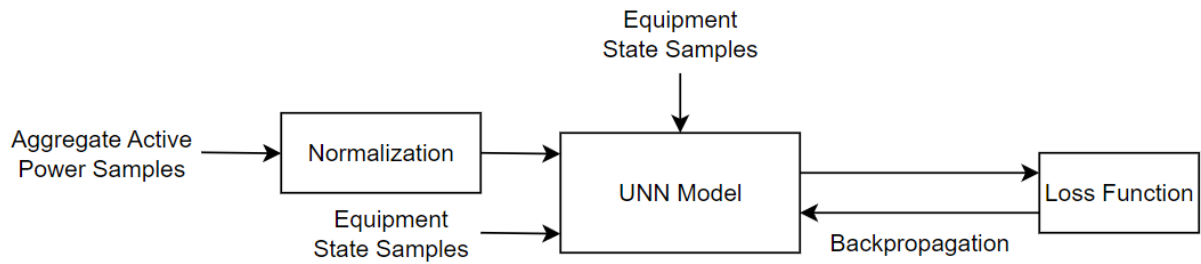 Equipment
State Samples
Aggregate Active
Power Samples
Normalization
UNN Model
Loss Function
Equipment
State Samples
Backpropagation